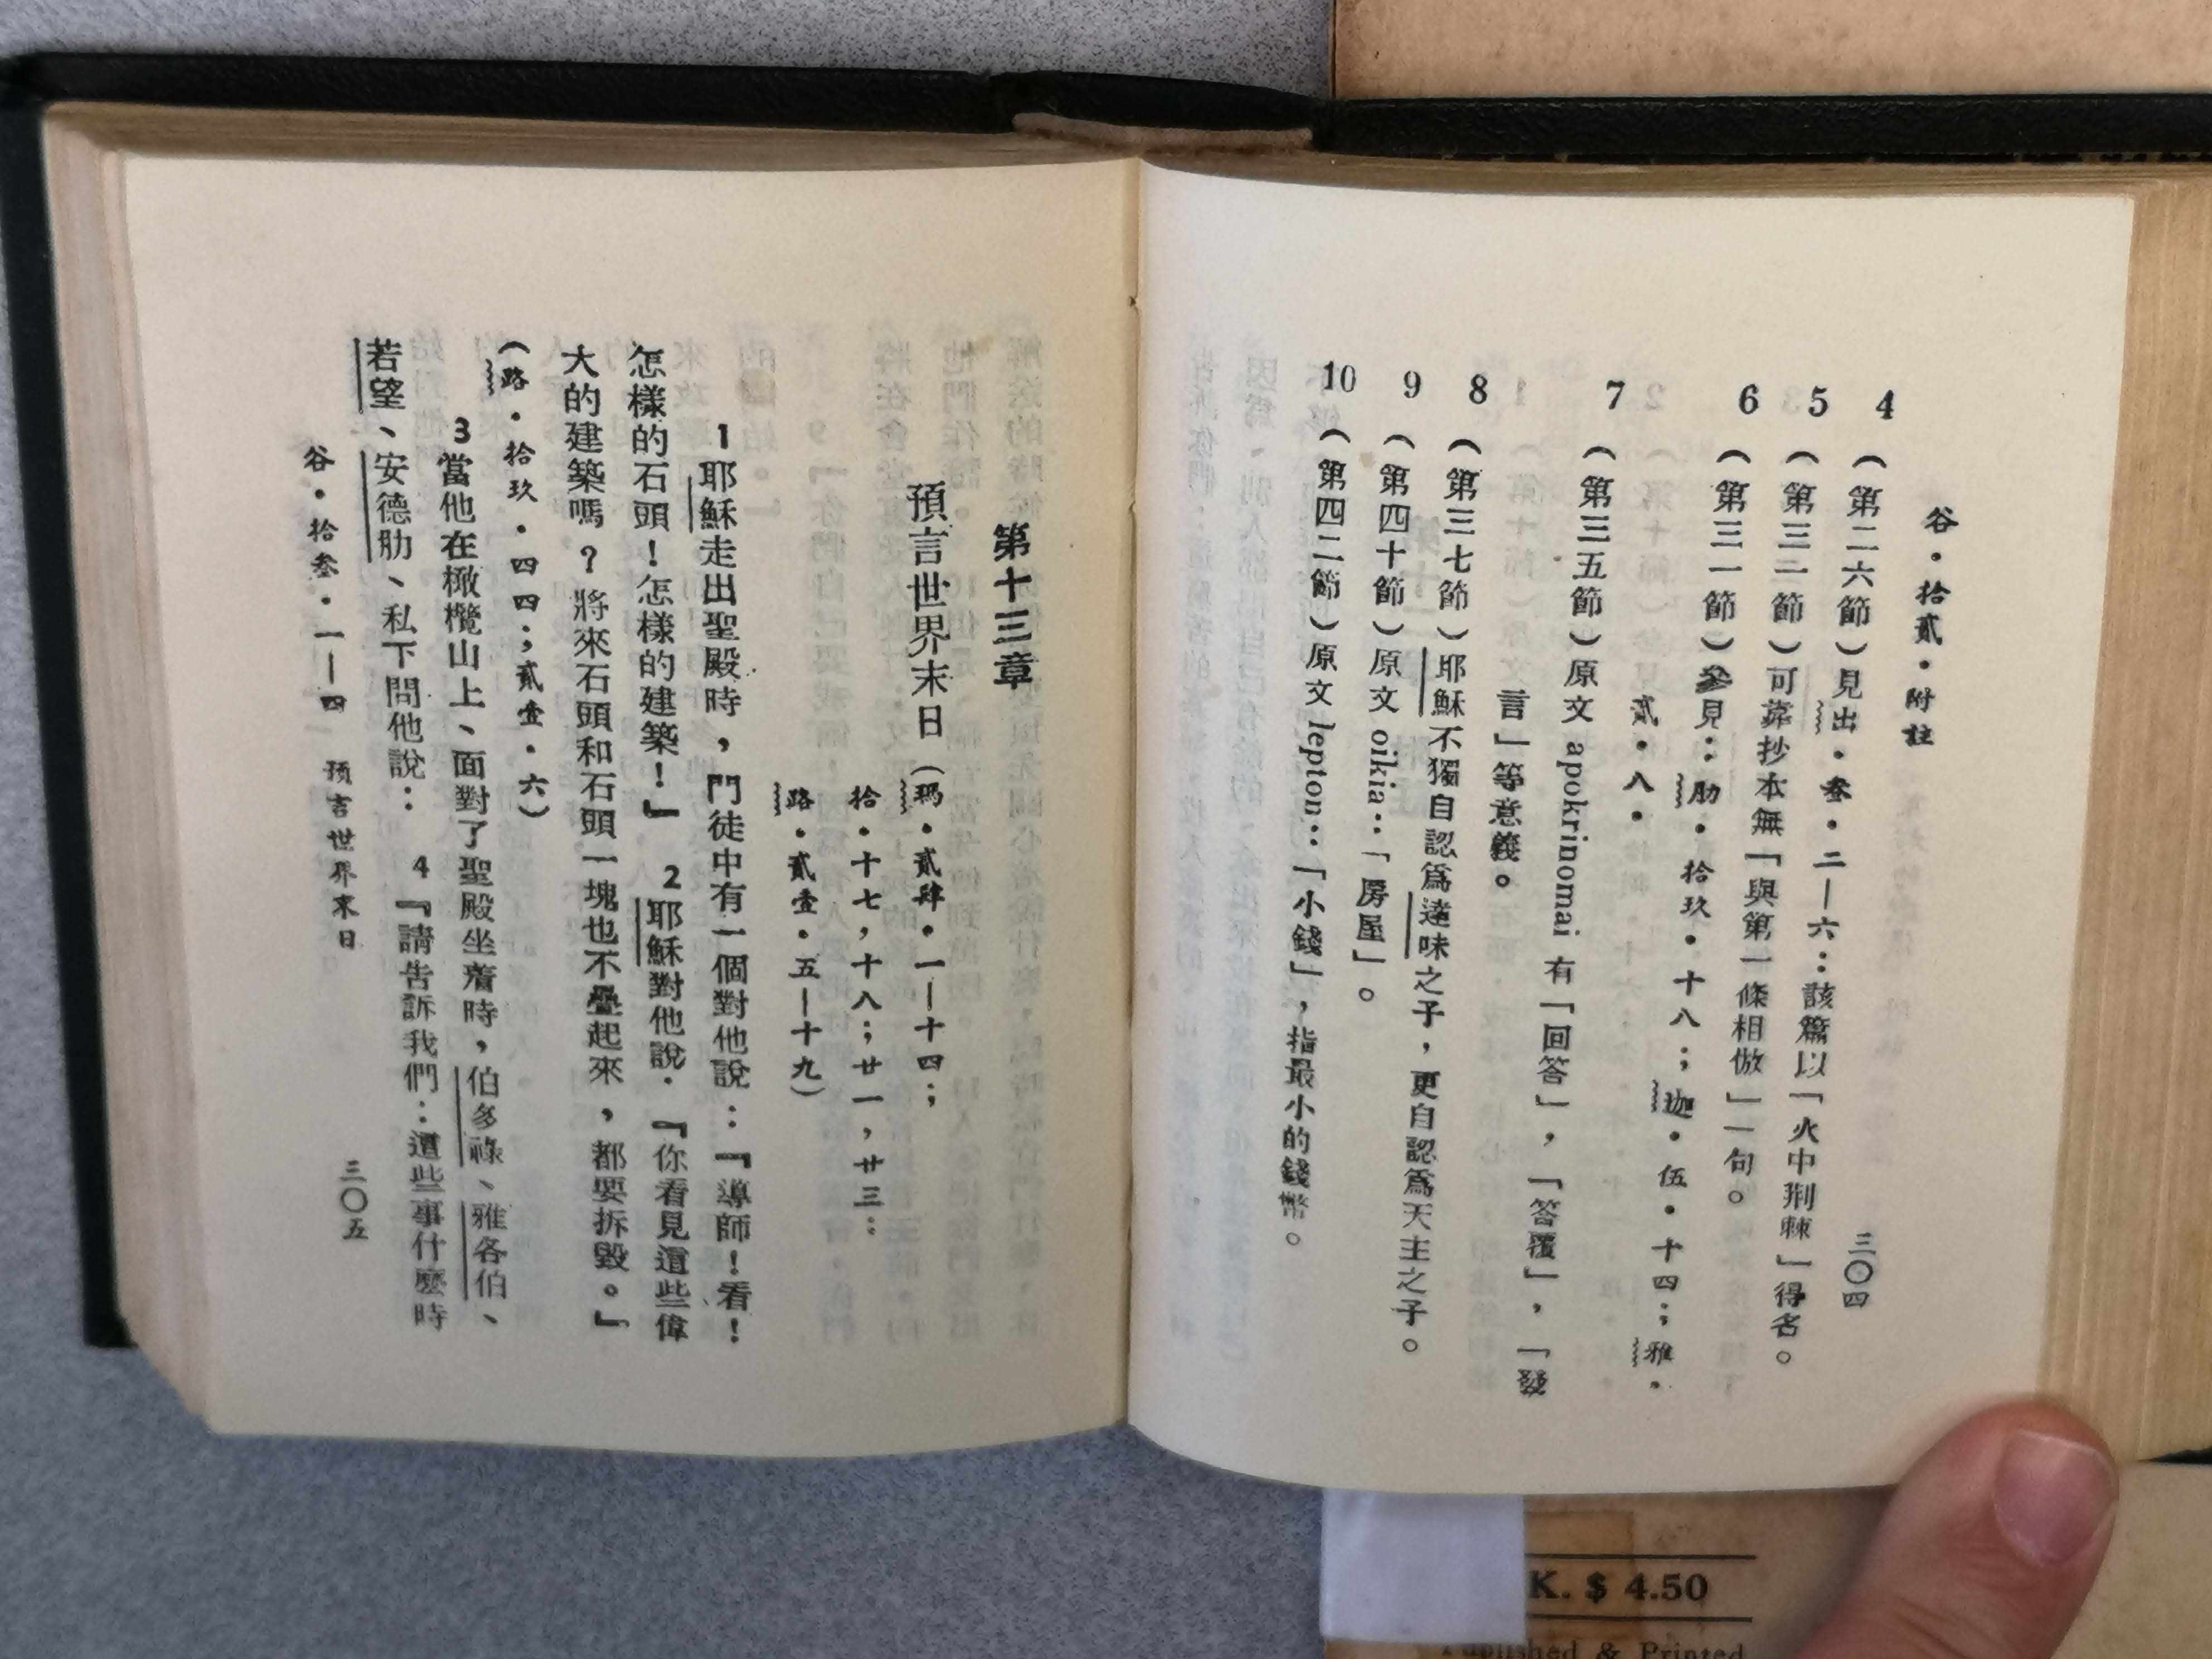 谷・拾貳・附註
三〇四
4（第二六節）見出・叁・二—六：該篇以「火中荆棘」得名。
5（第三一節）可靠抄本無「與第一條相倣」一句。
6（第三一節）參見：肋・拾玖・十八；迦・伍・十四；雅・
貳・八・
7（第三五節）原文 apokrinomai 有「回答」，「答覆」，「發
言」等意義。
8（第三七節）耶穌不獨自認爲達味之子，更自認爲天主之子。
9（第四十節）原文 oikia：「房屋」。
10（第四二節）原文 lepton：「小錢」，指最小的錢幣。
第十三章
預言世界末日（瑪・貳肆・一—十四；
拾・十七，十八；廿一，廿三：
路・貳壹・五—十九）
1耶穌走出聖殿時，門徒中有一個對他說：『導師！看！
怎樣的石頭！怎樣的建築！』 2耶穌對他說・『你看見這些偉
大的建築嗎？將來石頭和石頭一塊也不疊起來，都要拆毀。』
（路・拾玖・四四；貳壹・六）
3當他在橄欖山上、面對了聖殿坐着時，伯多祿、雅各伯、
若望、安德肋、私下問他說： 4『請告訴我們：這些事什麼時
谷・拾叁・一—四 預言世界末日
三〇五
K. $ 4.50
Published & Printed